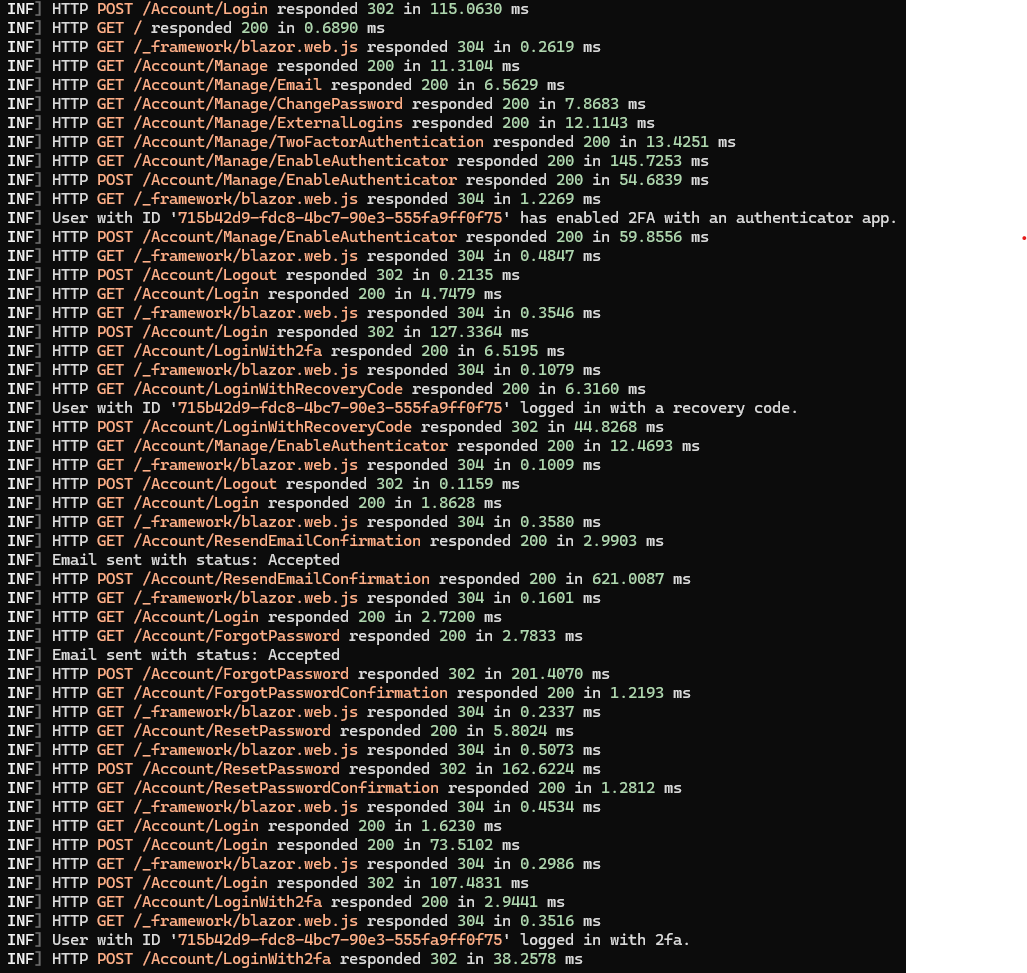 INF] HTTP POST /Account/Login responded 302 in 115.0630 ms
INF] HTTP GET / responded 200 in 0.6890 ms
INF] HTTP GET /_framework/blazor.web.js responded 304 in 0.2619 ms
INF] HTTP GET /Account/Manage responded 200 in 11.3104 ms
INF] HTTP GET /Account/Manage/Email responded 200 in 6.5629 ms
INF] HTTP GET /Account/Manage/ChangePassword responded 200 in 7.8683 ms
INF] HTTP GET /Account/Manage/ExternalLogins responded 200 in 12.1143 ms
INF] HTTP GET /Account/Manage/TwoFactorAuthentication responded 200 in 13.4251 ms
INF] HTTP GET /Account/Manage/EnableAuthenticator responded 200 in 145.7253 ms
INF] HTTP POST /Account/Manage/EnableAuthenticator responded 200 in 54.6839 ms
INF] HTTP GET /_framework/blazor.web.js responded 304 in 1.2269 ms
INF] User with ID '715b42d9-fdc8-4bc7-90e3-555fa9ff0f75' has enabled 2FA with an authenticator app.
INF] HTTP POST /Account/Manage/EnableAuthenticator responded 200 in 59.8556 ms
INF] HTTP GET /_framework/blazor.web.js responded 304 in 0.4847 ms
INF] HTTP POST /Account/Logout responded 302 in 0.2135 ms
INF] HTTP GET /Account/Login responded 200 in 4.7479 ms
INF] HTTP GET /_framework/blazor.web.js responded 304 in 0.3546 ms
INF] HTTP POST /Account/Login responded 302 in 127.3364 ms
INF] HTTP GET /Account/LoginWith2fa responded 200 in 6.5195 ms
INF] HTTP GET /_framework/blazor.web.js responded 304 in 0.1079 ms
INF] HTTP GET /Account/LoginWithRecoveryCode responded 200 in 6.3160 ms
INF] User with ID '715b42d9-fdc8-4bc7-90e3-555fa9ff0f75' logged in with a recovery code.
INF] HTTP POST /Account/LoginWithRecoveryCode responded 302 in 44.8268 ms
INF] HTTP GET /Account/Manage/EnableAuthenticator responded 200 in 12.4693 ms
INF] HTTP GET /_framework/blazor.web.js responded 304 in 0.1009 ms
INF] HTTP POST /Account/Logout responded 302 in 0.1159 ms
INF] HTTP GET /Account/Login responded 200 in 1.8628 ms
INF] HTTP GET /_framework/blazor.web.js responded 304 in 0.3580 ms
INF] HTTP GET /Account/ResendEmailConfirmation responded 200 in 2.9903 ms
INF] Email sent with status: Accepted
INF] HTTP POST /Account/ResendEmailConfirmation responded 200 in 621.0087 ms
INF] HTTP GET /_framework/blazor.web.js responded 304 in 0.1601 ms
INF] HTTP GET /Account/Login responded 200 in 2.7200 ms
INF] HTTP GET /Account/ForgotPassword responded 200 in 2.7833 ms
INF] Email sent with status: Accepted
INF] HTTP POST /Account/ForgotPassword responded 302 in 201.4070 ms
INF] HTTP GET /Account/ForgotPasswordConfirmation responded 200 in 1.2193 ms
INF] HTTP GET /_framework/blazor.web.js responded 304 in 0.2337 ms
INF] HTTP GET /Account/ResetPassword responded 200 in 5.8024 ms
INF] HTTP GET /_framework/blazor.web.js responded 304 in 0.5073 ms
INF] HTTP POST /Account/ResetPassword responded 302 in 162.6224 ms
INF] HTTP GET /Account/ResetPasswordConfirmation responded 200 in 1.2812 ms
INF] HTTP GET /_framework/blazor.web.js responded 304 in 0.4534 ms
INF] HTTP GET /Account/Login responded 200 in 1.6230 ms
INF] HTTP POST /Account/Login responded 200 in 73.5102 ms
INF] HTTP GET /_framework/blazor.web.js responded 304 in 0.2986 ms
INF] HTTP POST /Account/Login responded 302 in 107.4831 ms
INF] HTTP GET /Account/LoginWith2fa responded 200 in 2.9441 ms
INF] HTTP GET /_framework/blazor.web.js responded 304 in 0.3516 ms
INF] User with ID '715b42d9-fdc8-4bc7-90e3-555fa9ff0f75' logged in with 2fa.
INF] HTTP POST /Account/LoginWith2fa responded 302 in 38.2578 ms